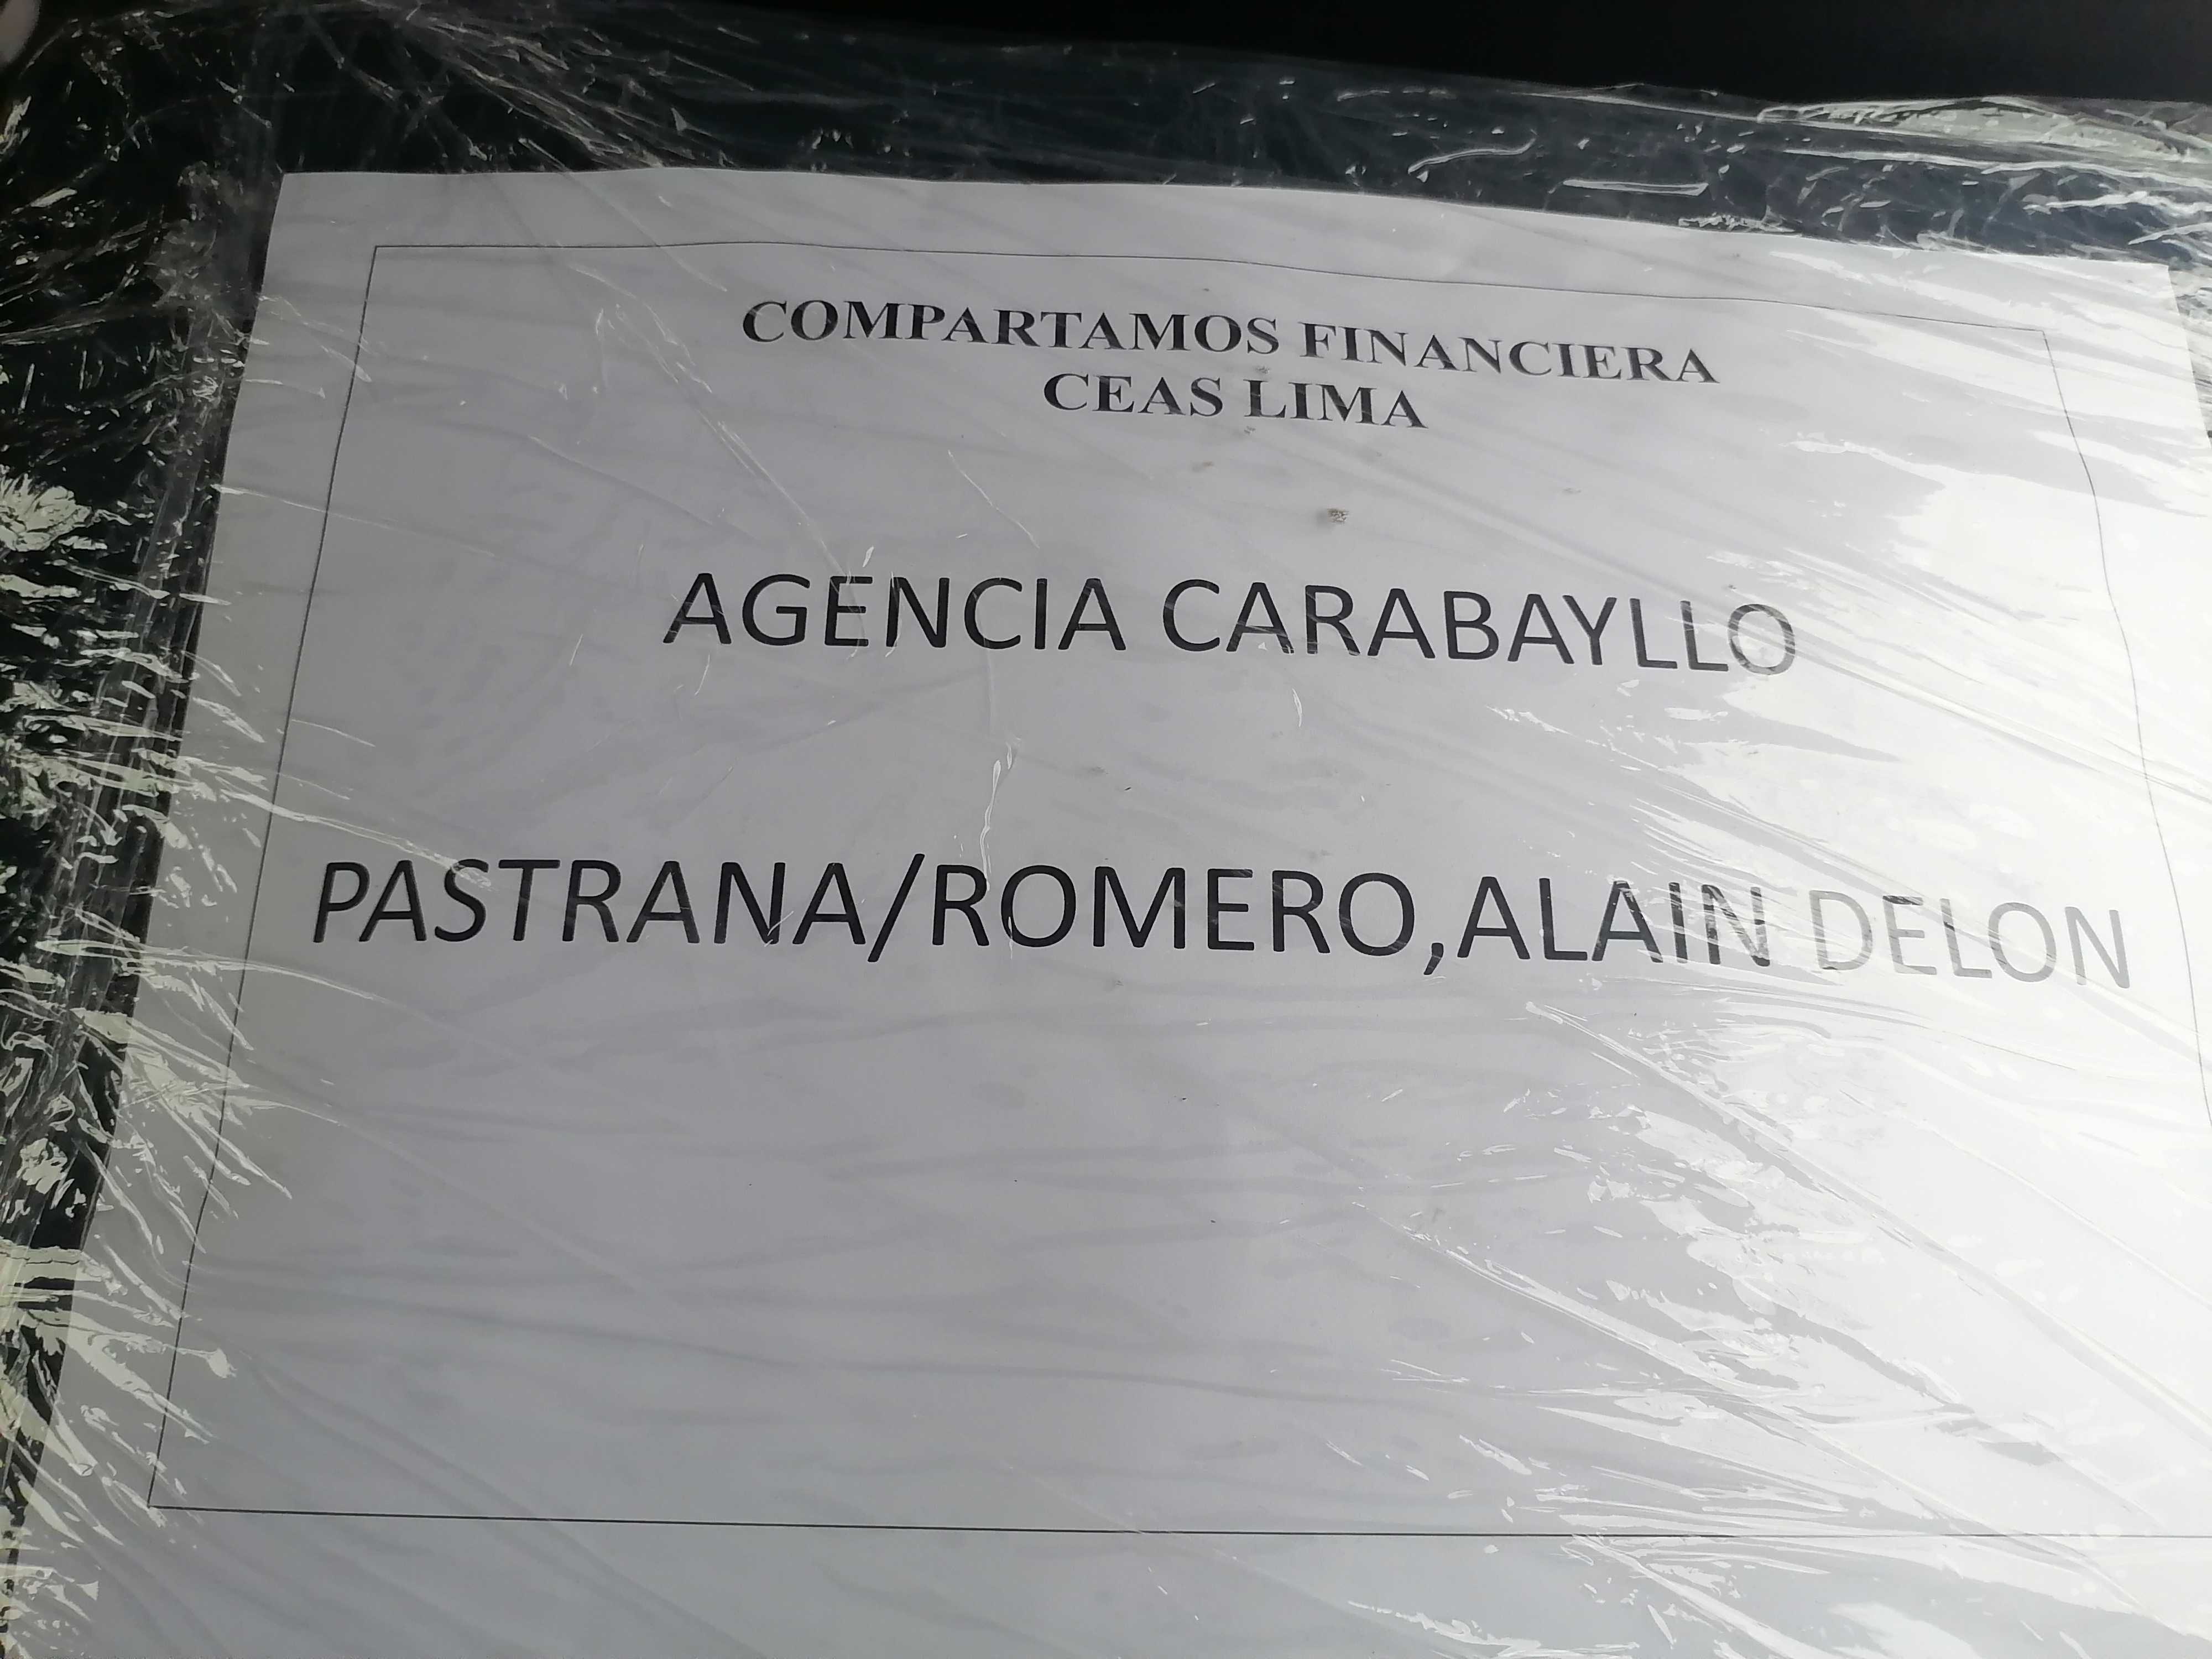 COMPARTAMOS FINANCIERA
CEAS LIMA
AGENCIA CARABAYLLO
PASTRANA/ROMERO,ALAIN DELON